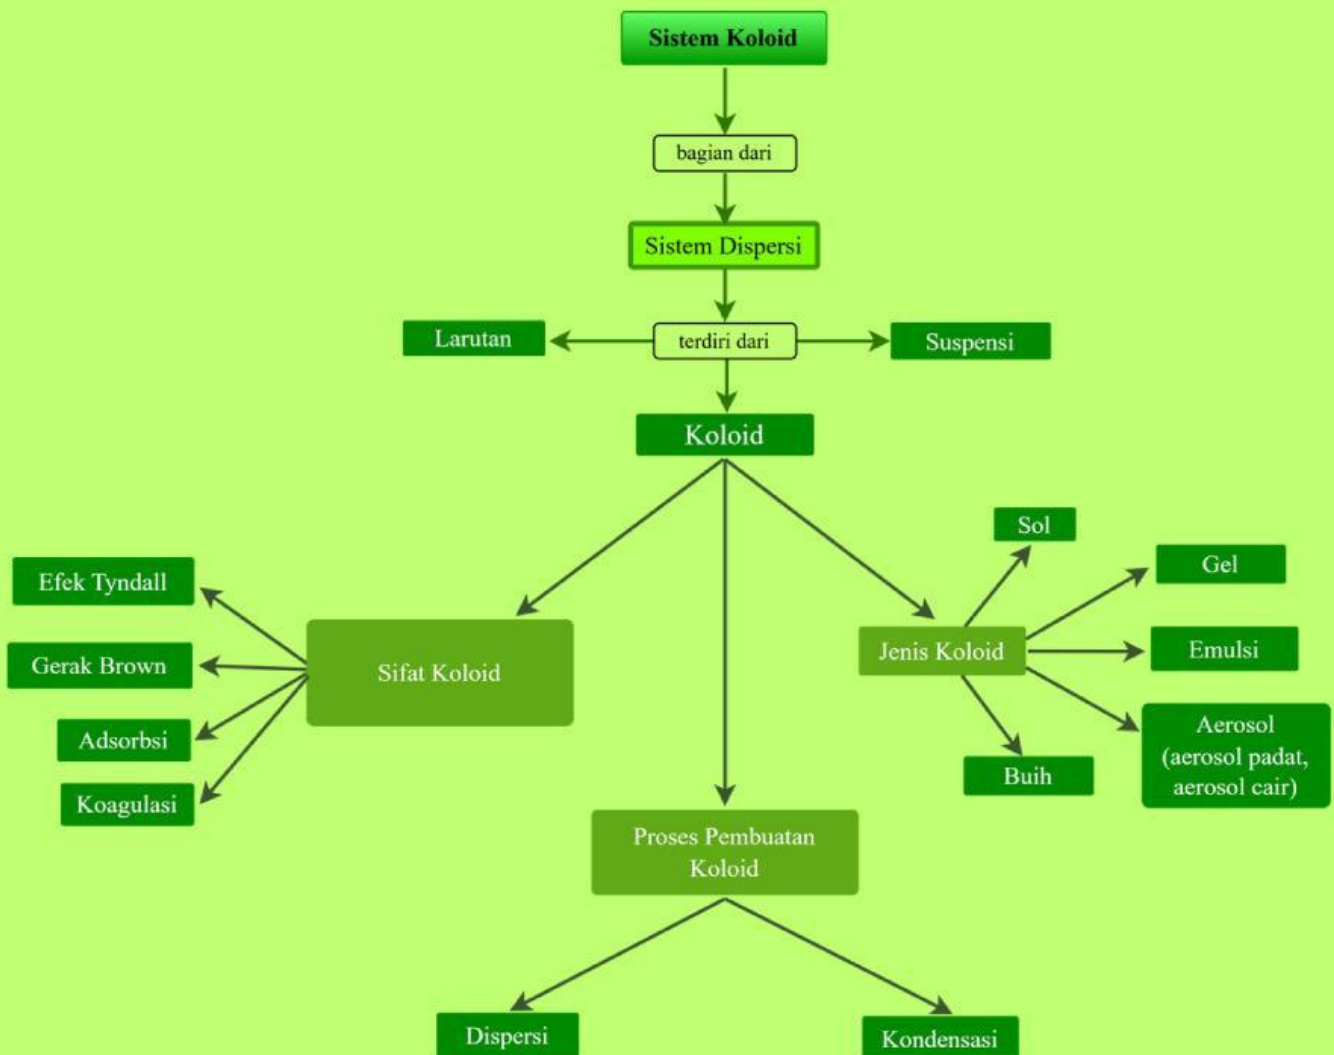 Sistem Koloid
bagian dari
Sistem Dispersi
Larutan
terdiri dari
Suspensi
Koloid
Sol
Gel
Efek Tyndall
Jenis Koloid
Emulsi
Gerak Brown
Sifat Koloid
Adsorbsi
Aerosol
(aerosol padat,
aerosol cair)
Buih
Koagulasi
Proses Pembuatan
Koloid
Dispersi
Kondensasi